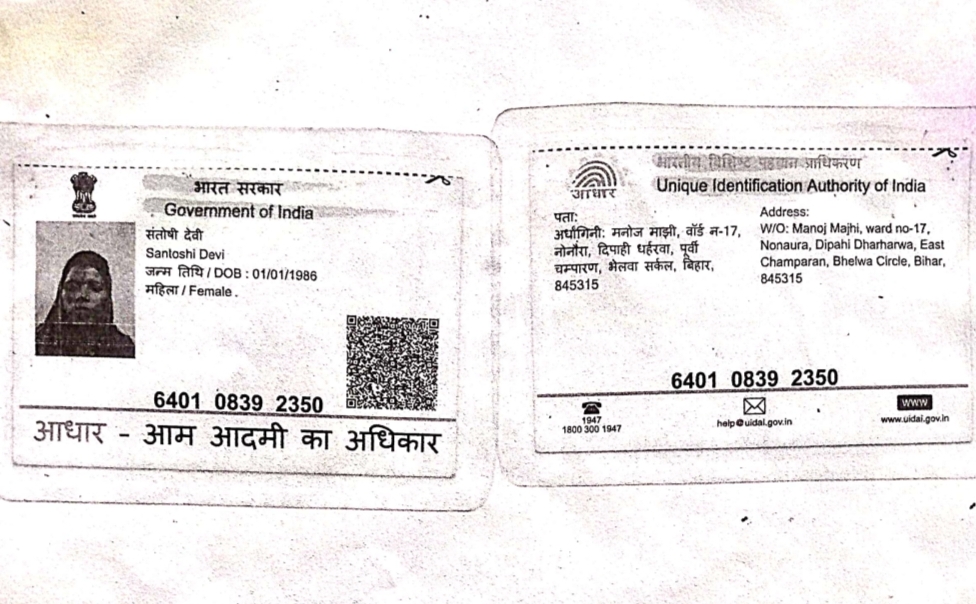 भारत सरकार
Government of India
संतोषी देवी
Santoshi Devi
जन्म तिथि / DOB : 01/01/1986
महिला / Female
6401 0839 2350
आधार - आम आदमी का अधिकार
भारतीय विशिष्ट पहचान प्राधिकरण
आधार
Unique Identification Authority of India
पता:
अर्धांगिनी: मनोज माझी, वॉर्ड न-17,
नोनौरा, दिपाही धर्हरवा, पूर्वी
चम्पारण, भेलवा सर्कल, बिहार,
845315
Address:
W/O: Manoj Majhi, ward no-17,
Nonaura, Dipahi Dharharwa, East
Champaran, Bhelwa Circle, Bihar,
845315
6401 0839 2350
1947
1800 300 1947
help@uidai.gov.in
WWW
www.uidai.gov.in